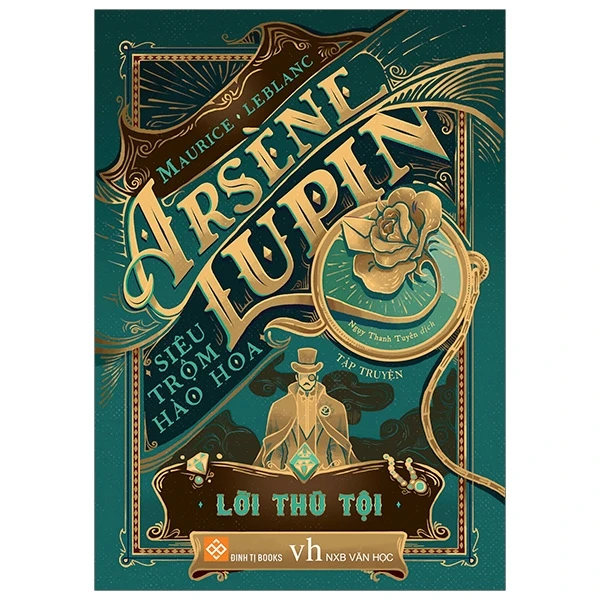 MAURICE LEBLANC
ARSÈNE
LUPIN
SIÊU
TRỘM
HÀO HOA
Ngụy Thanh Tuyên dịch
TẬP TRUYỆN
LỜI THÚ TỘI
ĐINH TỊ BOOKS
vh NXB VĂN HỌC